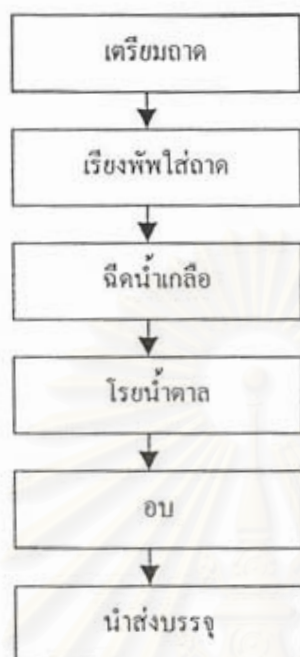 เตรียมถาด
เรียงพัพใส่ถาด
ฉีดน้ำเกลือ
โรยน้ำตาล
อบ
นำส่งบรรจุ